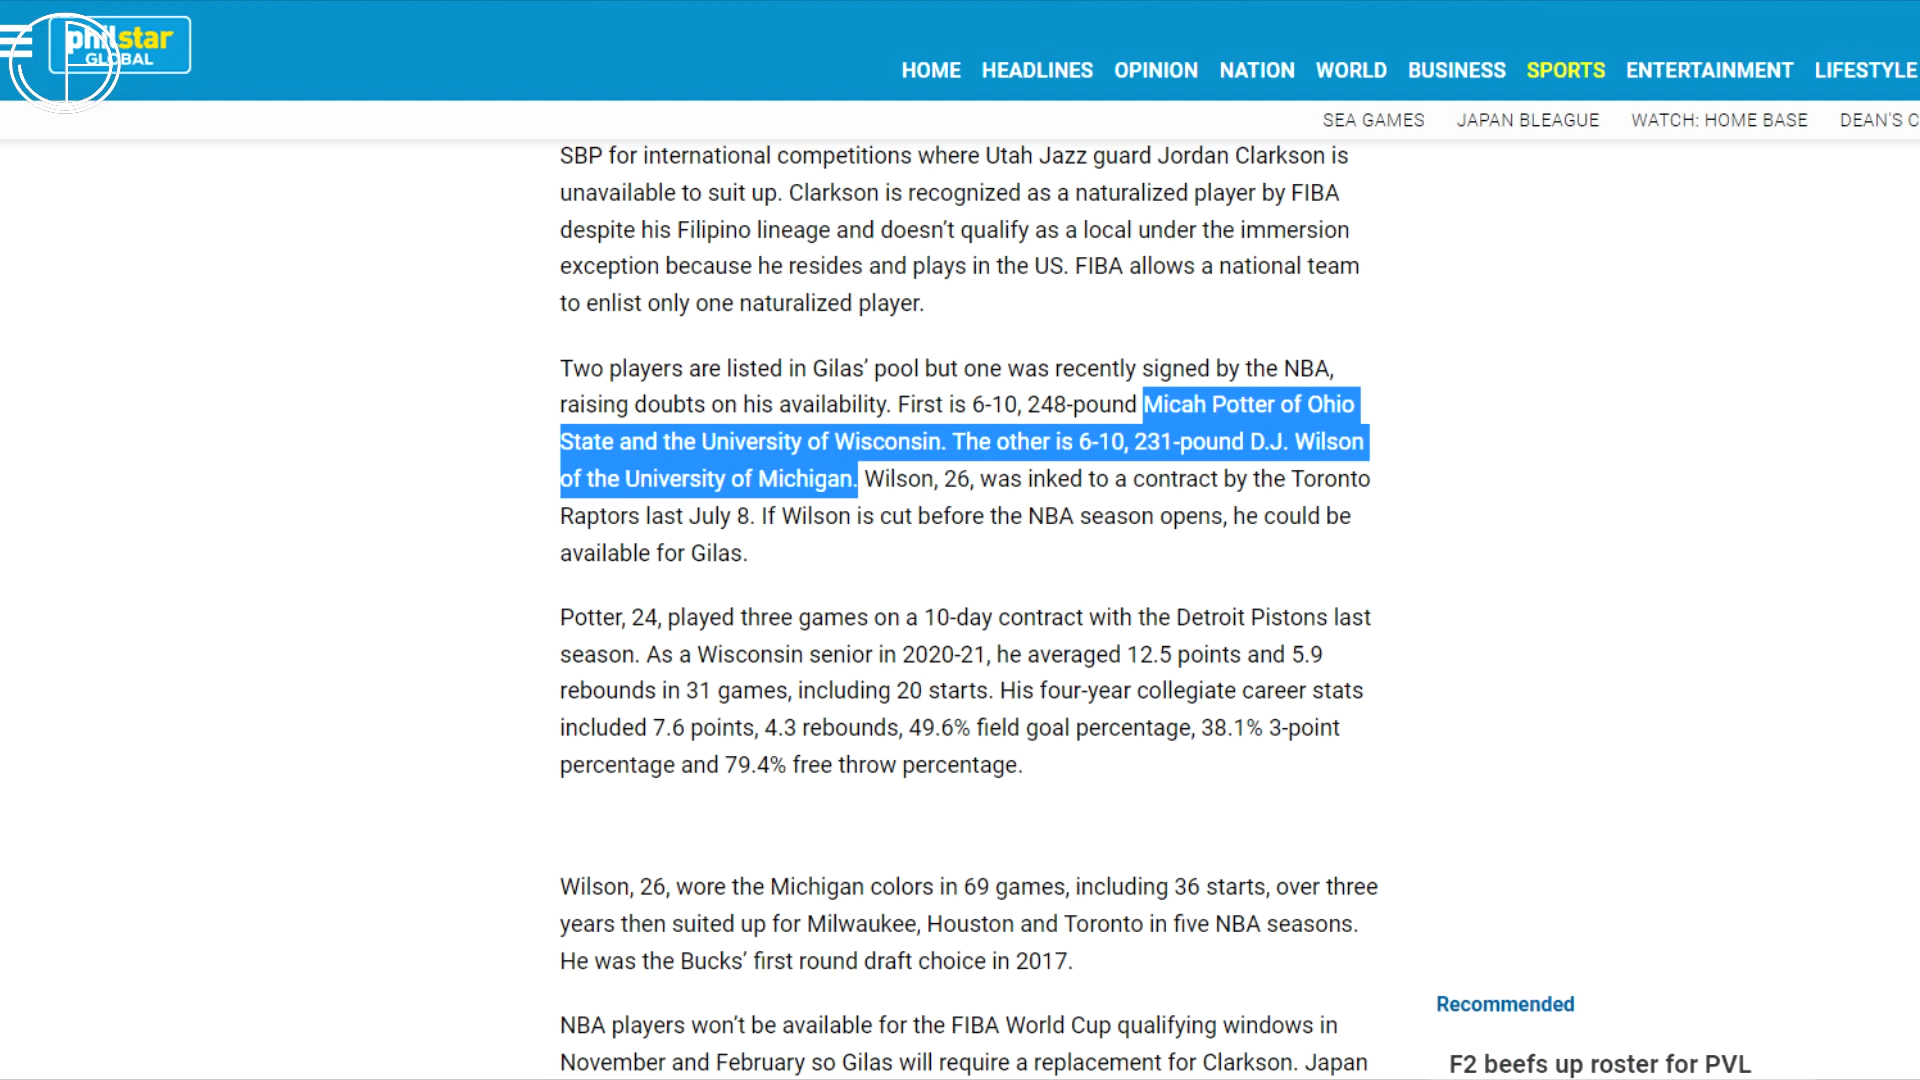 philstar
GLOBAL
HOME HEADLINES OPINION NATION WORLD BUSINESS SPORTS ENTERTAINMENT LIFESTYLE
SEA GAMES JAPAN BLEAGUE WATCH: HOME BASE DEAN'S C
SBP for international competitions where Utah Jazz guard Jordan Clarkson is
unavailable to suit up. Clarkson is recognized as a naturalized player by FIBA
despite his Filipino lineage and doesn’t qualify as a local under the immersion
exception because he resides and plays in the US. FIBA allows a national team
to enlist only one naturalized player.
Two players are listed in Gilas’ pool but one was recently signed by the NBA,
raising doubts on his availability. First is 6-10, 248-pound Micah Potter of Ohio
State and the University of Wisconsin. The other is 6-10, 231-pound D.J. Wilson
of the University of Michigan. Wilson, 26, was inked to a contract by the Toronto
Raptors last July 8. If Wilson is cut before the NBA season opens, he could be
available for Gilas.
Potter, 24, played three games on a 10-day contract with the Detroit Pistons last
season. As a Wisconsin senior in 2020-21, he averaged 12.5 points and 5.9
rebounds in 31 games, including 20 starts. His four-year collegiate career stats
included 7.6 points, 4.3 rebounds, 49.6% field goal percentage, 38.1% 3-point
percentage and 79.4% free throw percentage.
Wilson, 26, wore the Michigan colors in 69 games, including 36 starts, over three
years then suited up for Milwaukee, Houston and Toronto in five NBA seasons.
He was the Bucks’ first round draft choice in 2017.
Recommended
NBA players won’t be available for the FIBA World Cup qualifying windows in
November and February so Gilas will require a replacement for Clarkson. Japan
F2 beefs up roster for PVL